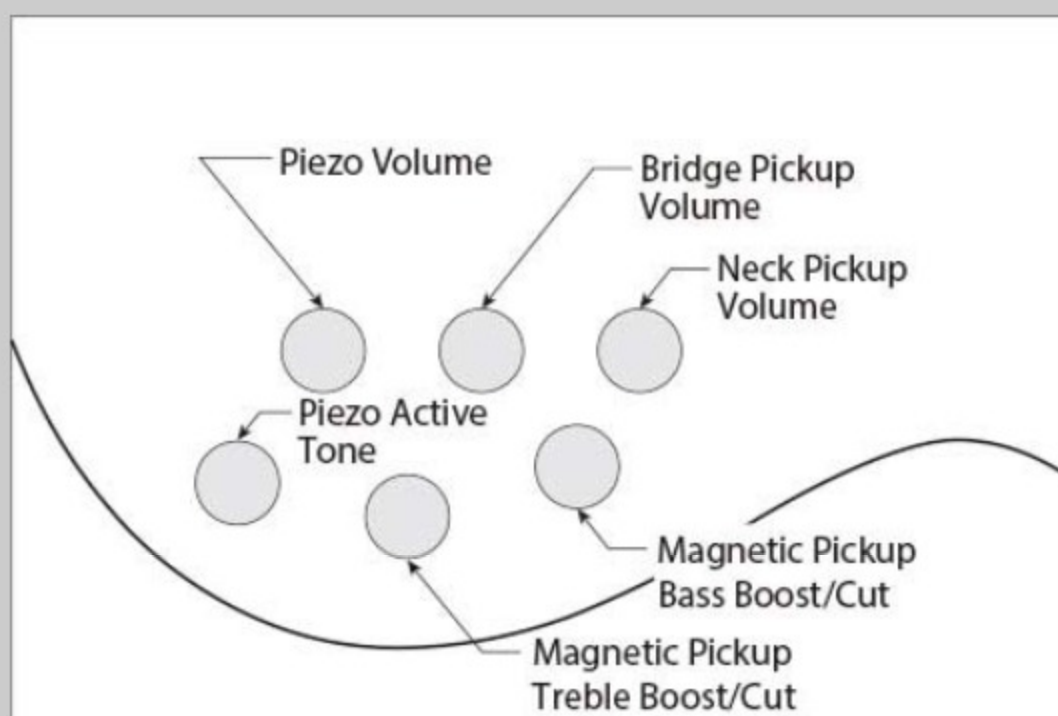 Piezo Volume
Bridge Pickup
Volume
Neck Pickup
Volume
Piezo Active
Tone
Magnetic Pickup
Bass Boost/Cut
Magnetic Pickup
Treble Boost/Cut